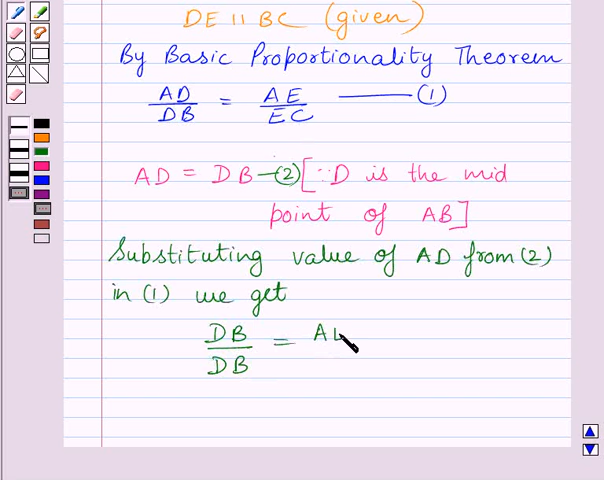 DE || BC (given)
By Basic Proportionality Theorem
AD/DB = AE/EC ——— (1)
AD = DB —(2) [∵ D is the mid
point of AB]
Substituting value of AD from (2)
in (1) we get
DB/DB = A